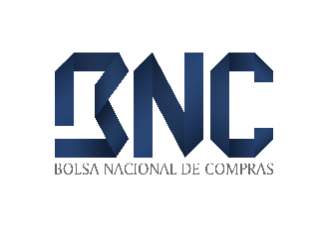 BNC
BOLSA NACIONAL DE COMPRAS